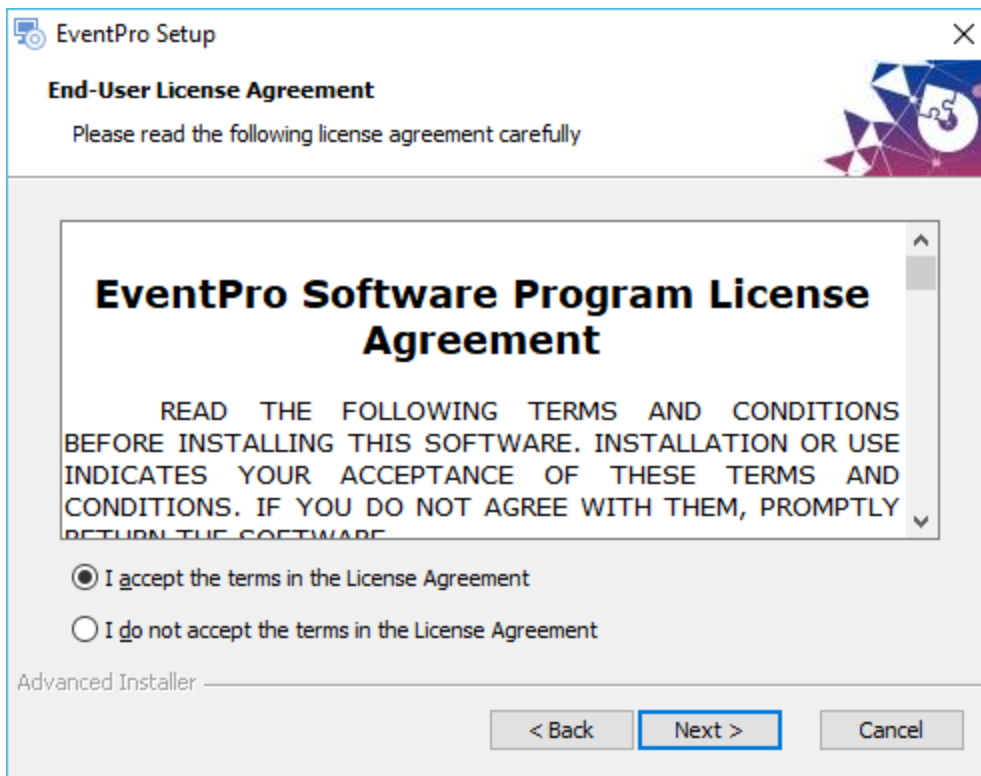 EventPro Setup
End-User License Agreement
Please read the following license agreement carefully
EventPro Software Program License
Agreement
READ THE FOLLOWING TERMS AND CONDITIONS
BEFORE INSTALLING THIS SOFTWARE. INSTALLATION OR USE
INDICATES YOUR ACCEPTANCE OF THESE TERMS AND
CONDITIONS. IF YOU DO NOT AGREE WITH THEM, PROMPTLY
RETURN THE SOFTWARE
I accept the terms in the License Agreement
I do not accept the terms in the License Agreement
Advanced Installer
< Back Next > Cancel